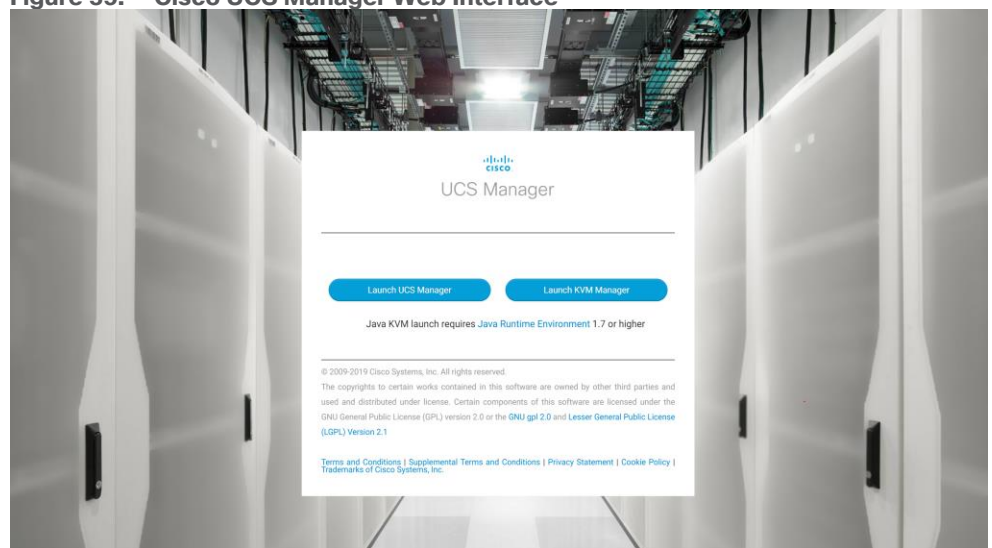 Figure 35. Cisco UCS Manager Web Interface
cisco
UCS Manager
Launch UCS Manager
Launch KVM Manager
Java KVM launch requires Java Runtime Environment 1.7 or higher
© 2009-2019 Cisco Systems, Inc. All rights reserved.
The copyrights to certain works contained in this software are owned by other third parties and
used and distributed under license. Certain components of this software are licensed under the
GNU General Public License (GPL) version 2.0 or the GNU gpl 2.0 and Lesser General Public License
(LGPL) Version 2.1
Terms and Conditions | Supplemental Terms and Conditions | Privacy Statement | Cookie Policy |
Trademarks of Cisco Systems, Inc.